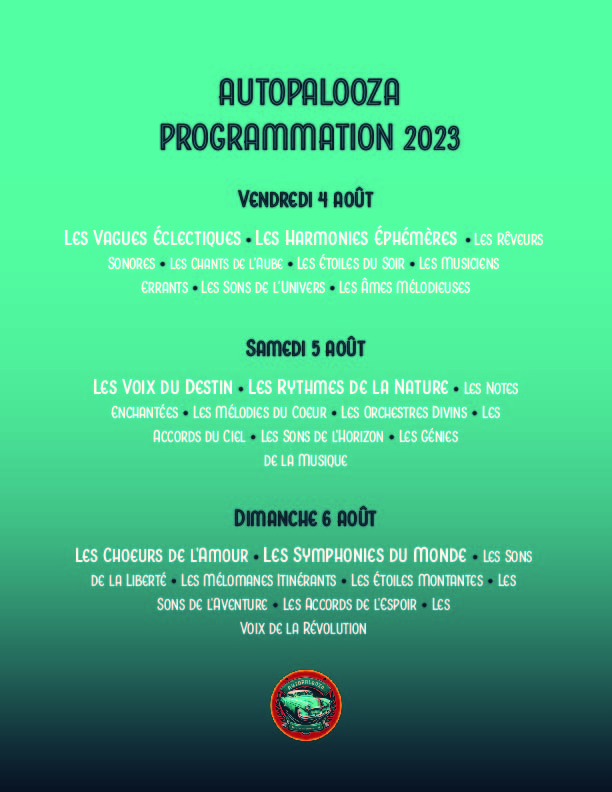 AUTOPALOOZA
PROGRAMMATION 2023
Vendredi 4 août
Les Vagues Éclectiques • Les Harmonies Éphémères • Les Rêveurs
Sonores • Les Chants de l'Aube • Les Étoiles du Soir • Les Musiciens
Errants • Les Sons de l'Univers • Les Âmes Mélodieuses
Samedi 5 août
Les Voix du Destin • Les Rythmes de la Nature • Les Notes
Enchantées • Les Mélodies du Coeur • Les Orchestres Divins • Les
Accords du Ciel • Les Sons de l'Horizon • Les Génies
de la Musique
Dimanche 6 août
Les Choeurs de l'Amour • Les Symphonies du Monde • Les Sons
de la Liberté • Les Mélomanes Itinérants • Les Étoiles Montantes • Les
Sons de l'Aventure • Les Accords de l'Espoir • Les
Voix de la Révolution
AUTOPALOOZA